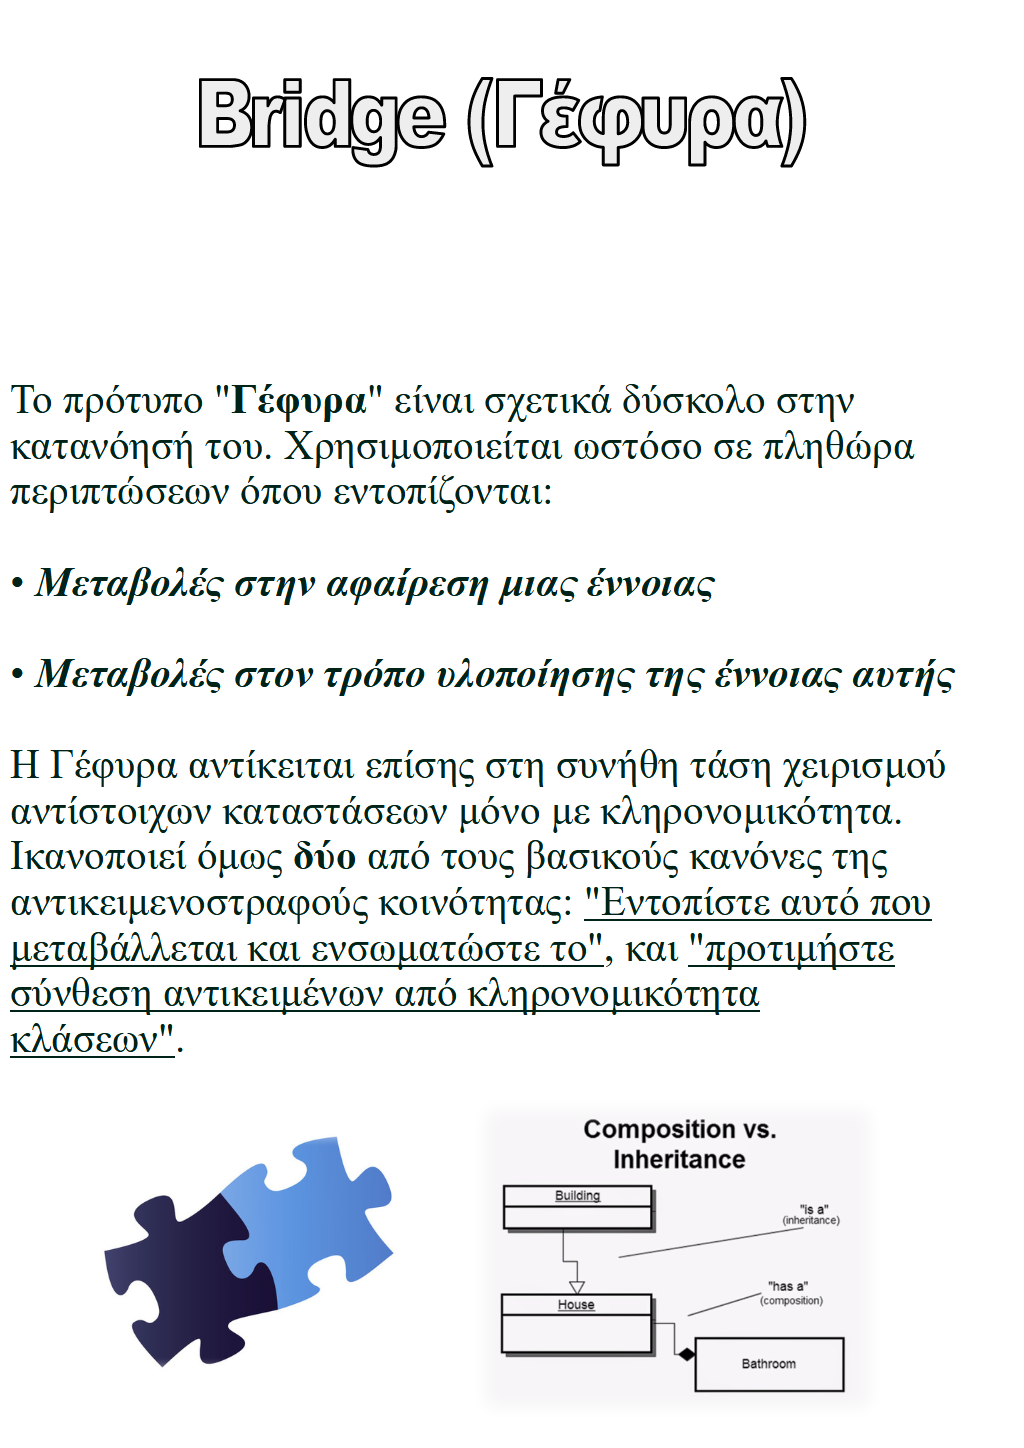 Bridge (Γέφυρα)
Το πρότυπο "Γέφυρα" είναι σχετικά δύσκολο στην
κατανόησή του. Χρησιμοποιείται ωστόσο σε πληθώρα
περιπτώσεων όπου εντοπίζονται:
• Μεταβολές στην αφαίρεση μιας έννοιας
• Μεταβολές στον τρόπο υλοποίησης της έννοιας αυτής
Η Γέφυρα αντίκειται επίσης στη συνήθη τάση χειρισμού
αντίστοιχων καταστάσεων μόνο με κληρονομικότητα.
Ικανοποιεί όμως δύο από τους βασικούς κανόνες της
αντικειμενοστραφούς κοινότητας: "Εντοπίστε αυτό που
μεταβάλλεται και ενσωματώστε το", και "προτιμήστε
σύνθεση αντικειμένων από κληρονομικότητα
κλάσεων".
Composition vs.
Inheritance
Building
"is a"
(inheritance)
"has a"
(composition)
House
Bathroom